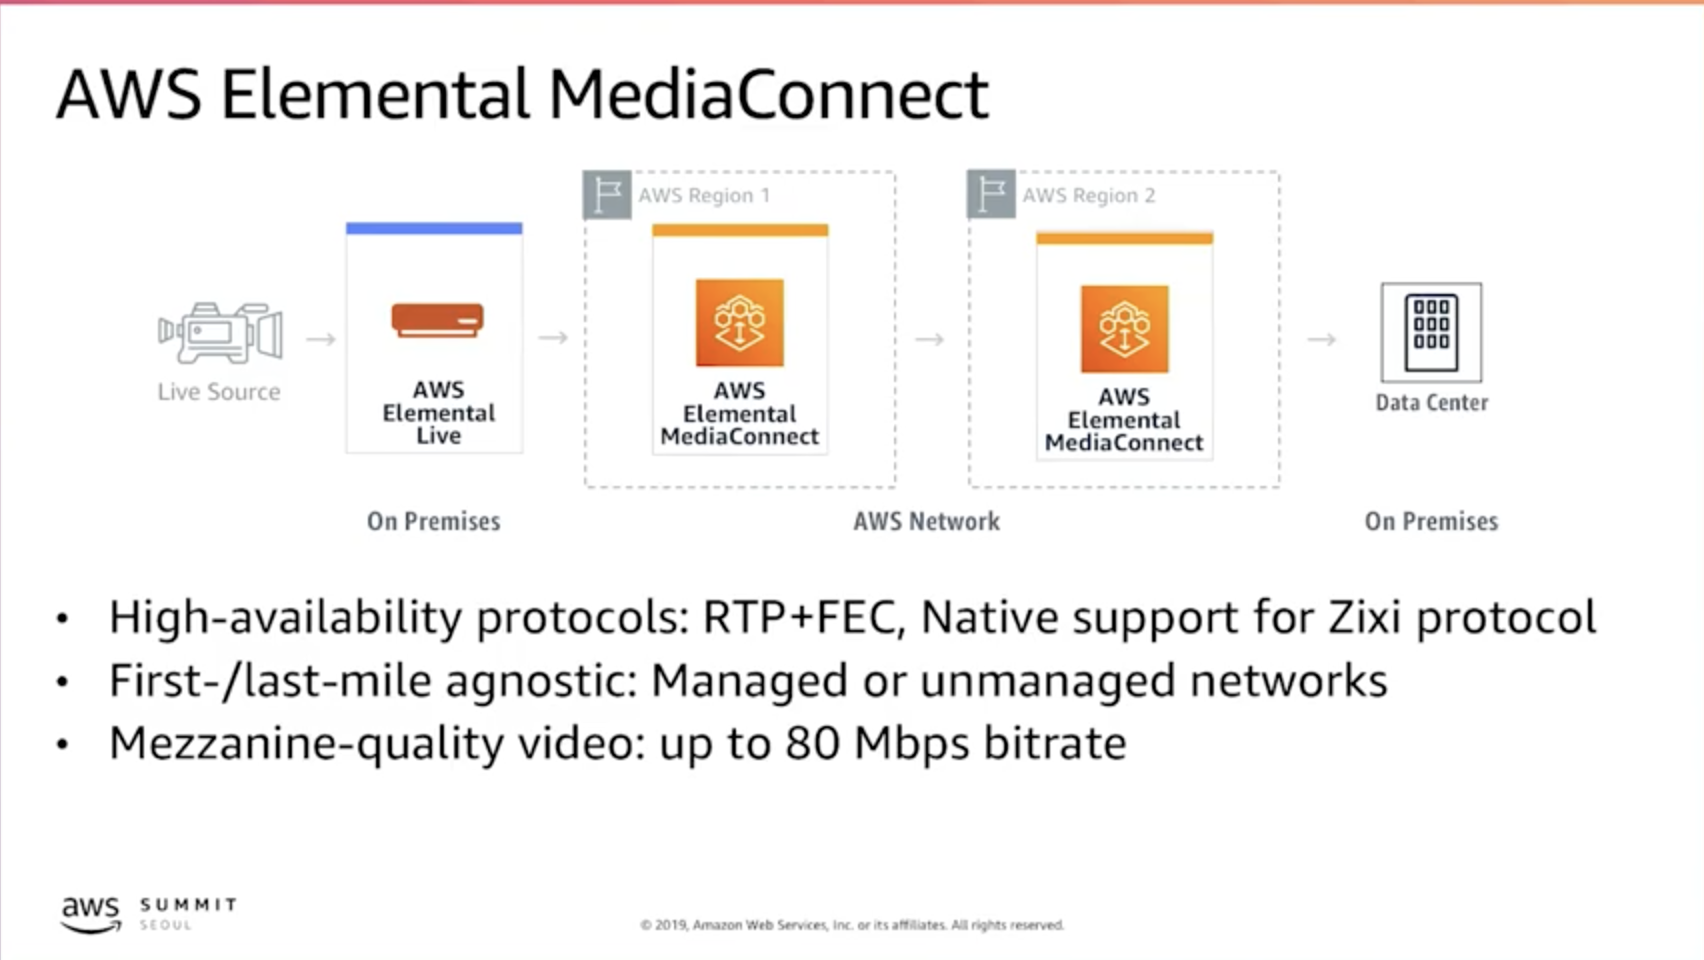 AWS Elemental MediaConnect
AWS Region 1
AWS Region 2
Live Source
AWS
Elemental
Live
AWS
Elemental
MediaConnect
AWS
Elemental
MediaConnect
Data Center
On Premises
AWS Network
On Premises
• High-availability protocols: RTP+FEC, Native support for Zixi protocol
• First-/last-mile agnostic: Managed or unmanaged networks
• Mezzanine-quality video: up to 80 Mbps bitrate
aws SUMMIT
SEOUL
© 2019, Amazon Web Services, Inc. or its affiliates. All rights reserved.